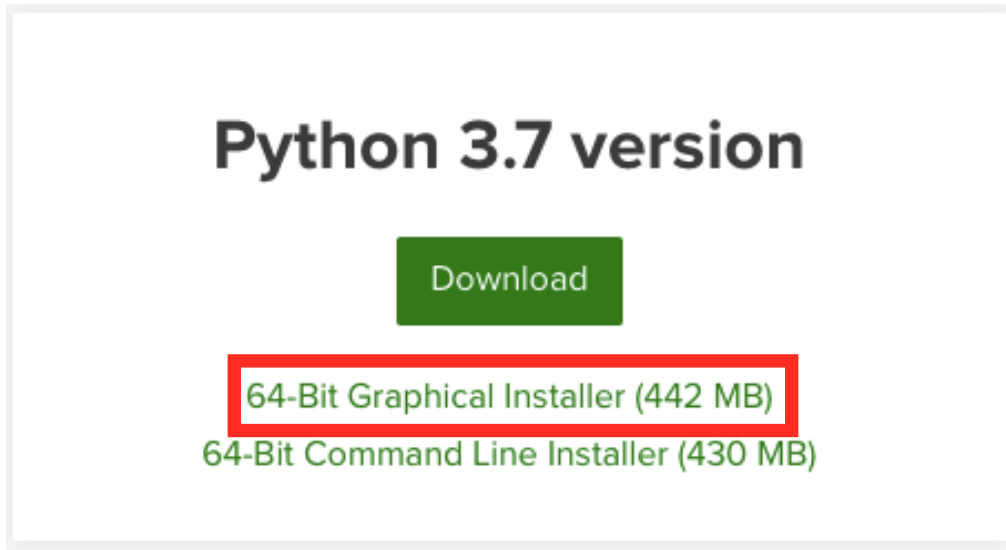 Python 3.7 version
Download
64-Bit Graphical Installer (442 MB)
64-Bit Command Line Installer (430 MB)